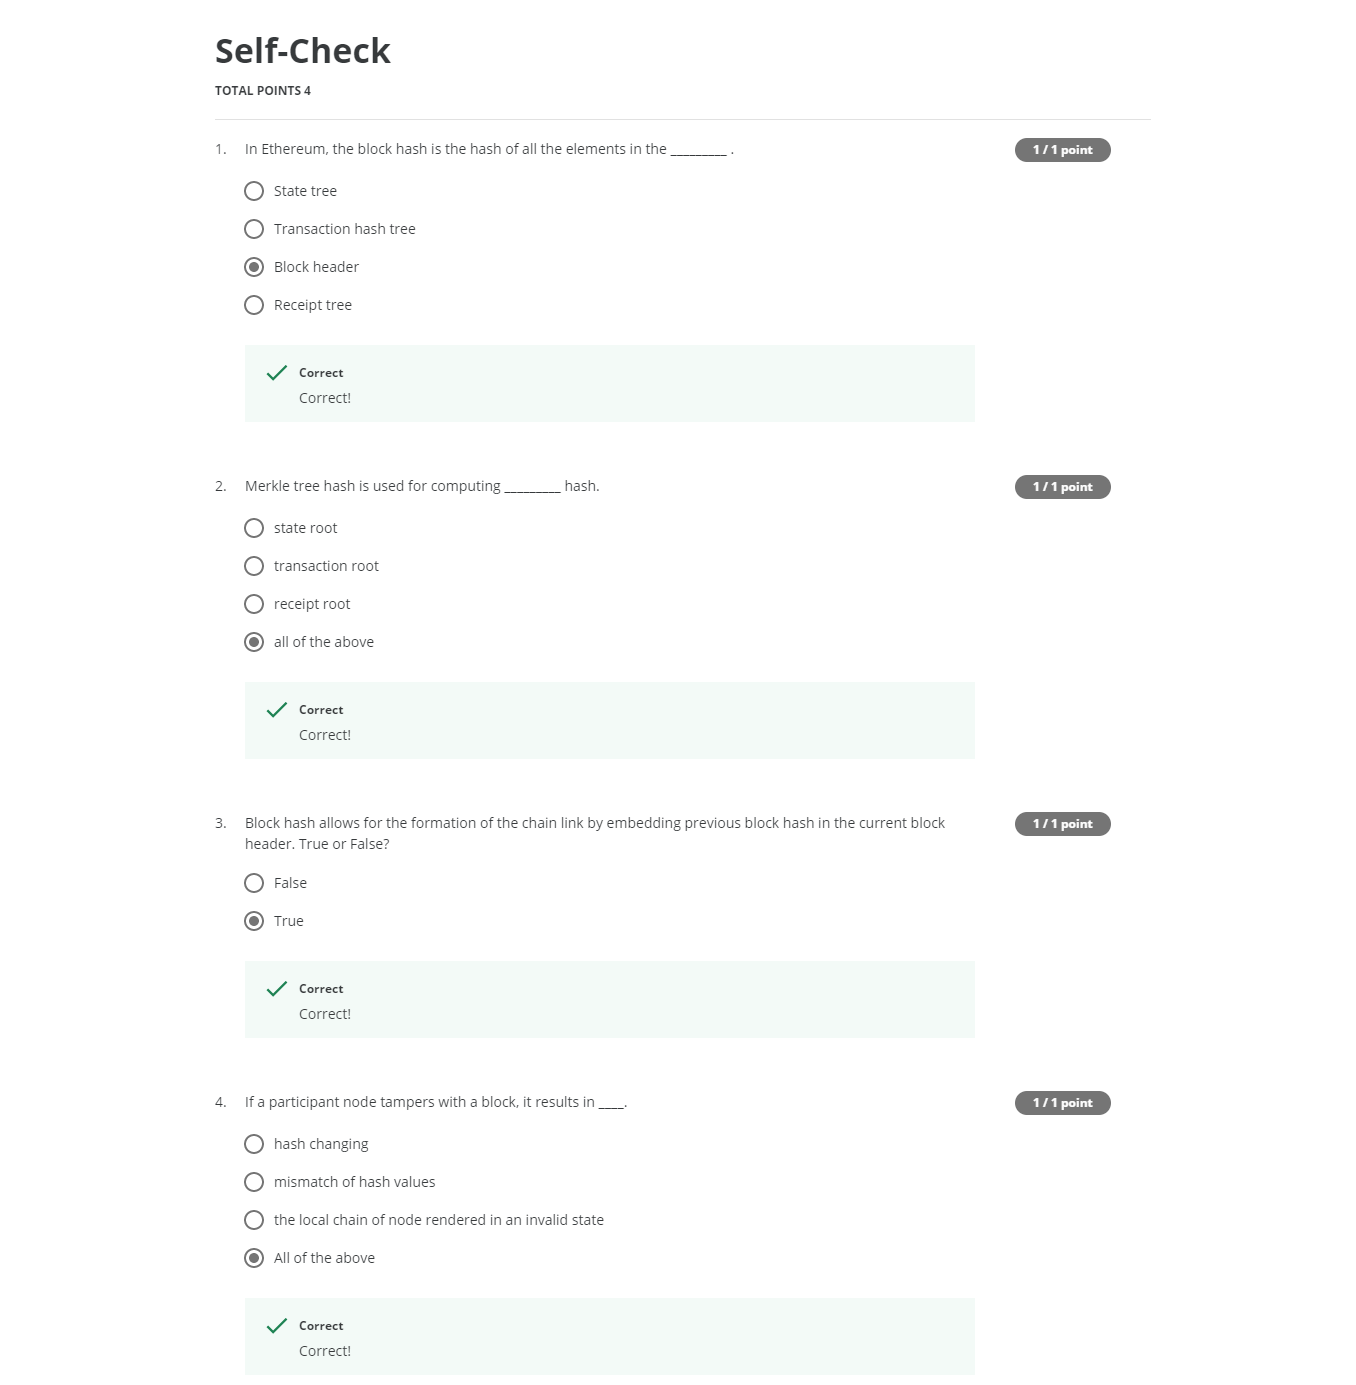 Self-Check
TOTAL POINTS 4
1. In Ethereum, the block hash is the hash of all the elements in the _________ .
1 / 1 point
State tree
Transaction hash tree
Block header
Receipt tree
Correct
Correct!
2. Merkle tree hash is used for computing _________ hash.
1 / 1 point
state root
transaction root
receipt root
all of the above
Correct
Correct!
3. Block hash allows for the formation of the chain link by embedding previous block hash in the current block
header. True or False?
1 / 1 point
False
True
Correct
Correct!
4. If a participant node tampers with a block, it results in ____.
1 / 1 point
hash changing
mismatch of hash values
the local chain of node rendered in an invalid state
All of the above
Correct
Correct!